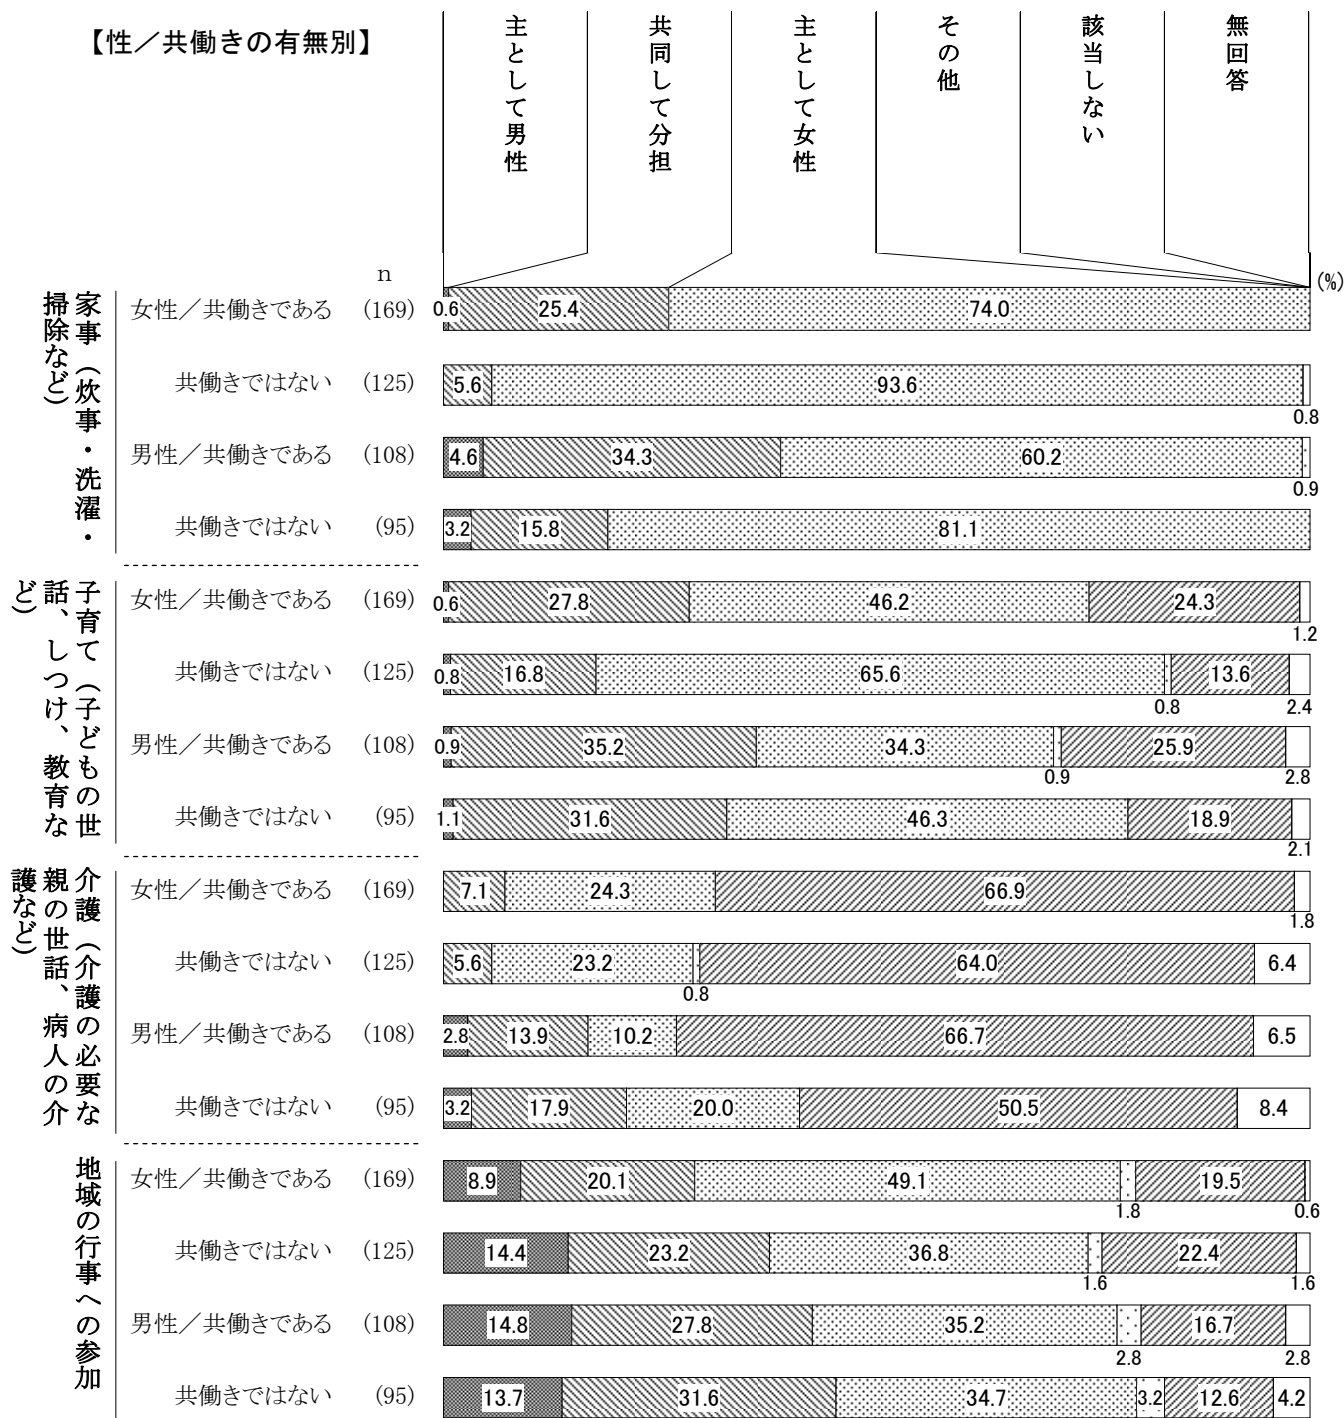 【性／共働きの有無別】
主として男性
共同して分担
主として女性
その他
該当しない
無回答
n
(%)
家事（炊事・洗濯・
掃除など）
女性／共働きである (169) 0.6 25.4 74.0
共働きではない (125) 5.6 93.6
0.8
男性／共働きである (108) 4.6 34.3 60.2
0.9
共働きではない (95) 3.2 15.8 81.1
子育て（子どもの世
話、しつけ、教育な
ど）
女性／共働きである (169) 0.6 27.8 46.2 24.3
1.2
共働きではない (125) 0.8 16.8 65.6 13.6
0.8 2.4
男性／共働きである (108) 0.9 35.2 34.3 25.9
0.9 2.8
共働きではない (95) 1.1 31.6 46.3 18.9
2.1
介護（介護の必要な
親の世話、病人の介
護など）
女性／共働きである (169) 7.1 24.3 66.9
1.8
共働きではない (125) 5.6 23.2 64.0 6.4
0.8
男性／共働きである (108) 2.8 13.9 10.2 66.7 6.5
共働きではない (95) 3.2 17.9 20.0 50.5 8.4
地域の行事への参加
女性／共働きである (169) 8.9 20.1 49.1 19.5
1.8 0.6
共働きではない (125) 14.4 23.2 36.8 22.4
1.6 1.6
男性／共働きである (108) 14.8 27.8 35.2 16.7
2.8 2.8
共働きではない (95) 13.7 31.6 34.7 3.2 12.6 4.2